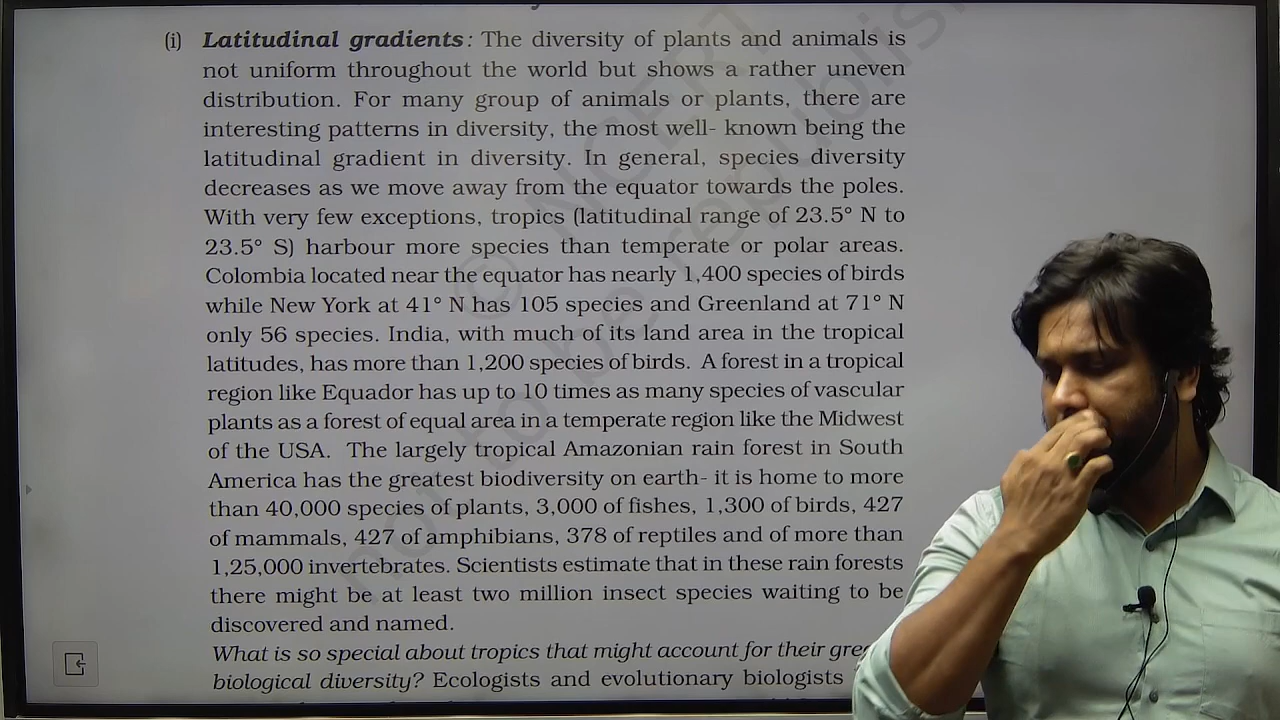 (i) Latitudinal gradients: The diversity of plants and animals is
not uniform throughout the world but shows a rather uneven
distribution. For many group of animals or plants, there are
interesting patterns in diversity, the most well- known being the
latitudinal gradient in diversity. In general, species diversity
decreases as we move away from the equator towards the poles.
With very few exceptions, tropics (latitudinal range of 23.5° N to
23.5° S) harbour more species than temperate or polar areas.
Colombia located near the equator has nearly 1,400 species of birds
while New York at 41° N has 105 species and Greenland at 71° N
only 56 species. India, with much of its land area in the tropical
latitudes, has more than 1,200 species of birds. A forest in a tropical
region like Equador has up to 10 times as many species of vascular
plants as a forest of equal area in a temperate region like the Midwest
of the USA. The largely tropical Amazonian rain forest in South
America has the greatest biodiversity on earth- it is home to more
than 40,000 species of plants, 3,000 of fishes, 1,300 of birds, 427
of mammals, 427 of amphibians, 378 of reptiles and of more than
1,25,000 invertebrates. Scientists estimate that in these rain forests
there might be at least two million insect species waiting to be
discovered and named.
What is so special about tropics that might account for their
biological diversity? Ecologists and evolutionary biologists
© NCERT
not to be republish